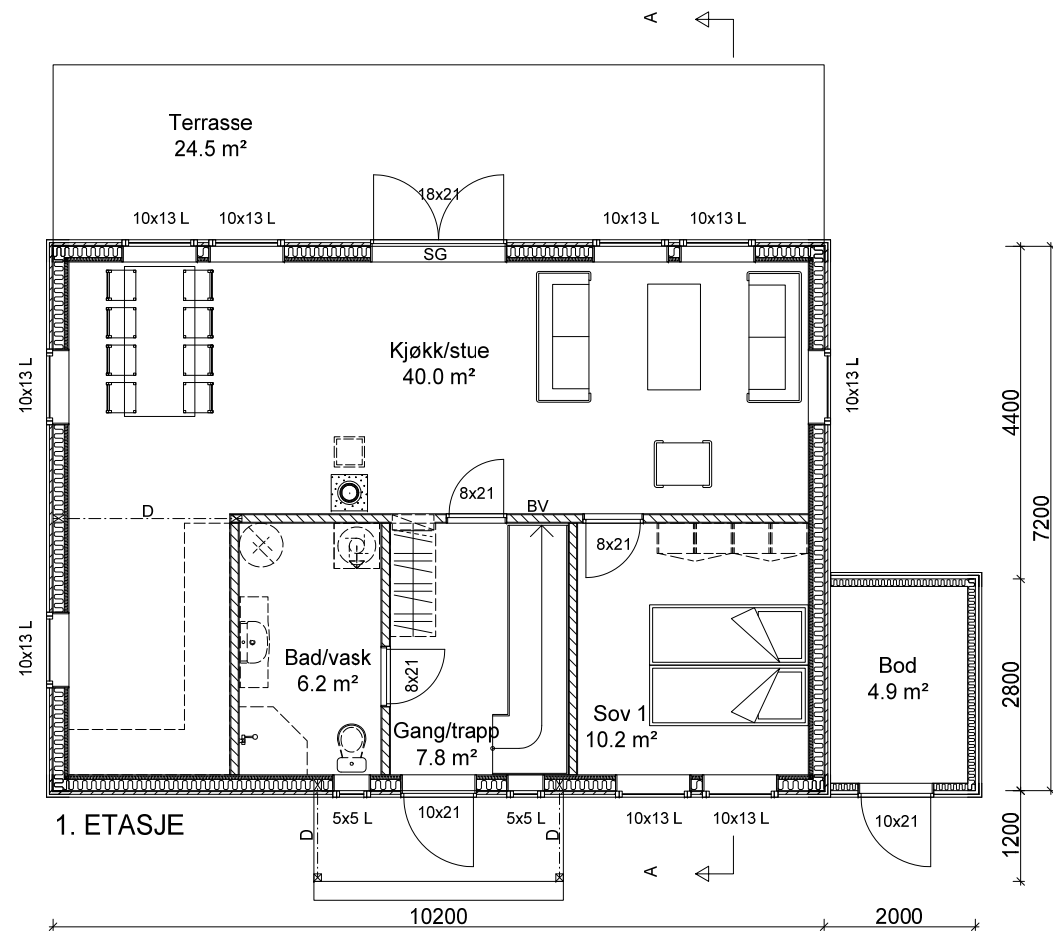 A
Terrasse
24.5 m²
18x21
10x13 L
10x13 L
10x13 L
10x13 L
SG
Kjøkk/stue
40.0 m²
10x13 L
10x13 L
4400
7200
8x21
BV
D
8x21
10x13 L
Bad/vask
6.2 m²
8x21
Gang/trapp
7.8 m²
Sov 1
10.2 m²
Bod
4.9 m²
2800
1. ETASJE
5x5 L
10x21
5x5 L
10x13 L
10x13 L
10x21
D
D
1200
A
10200
2000